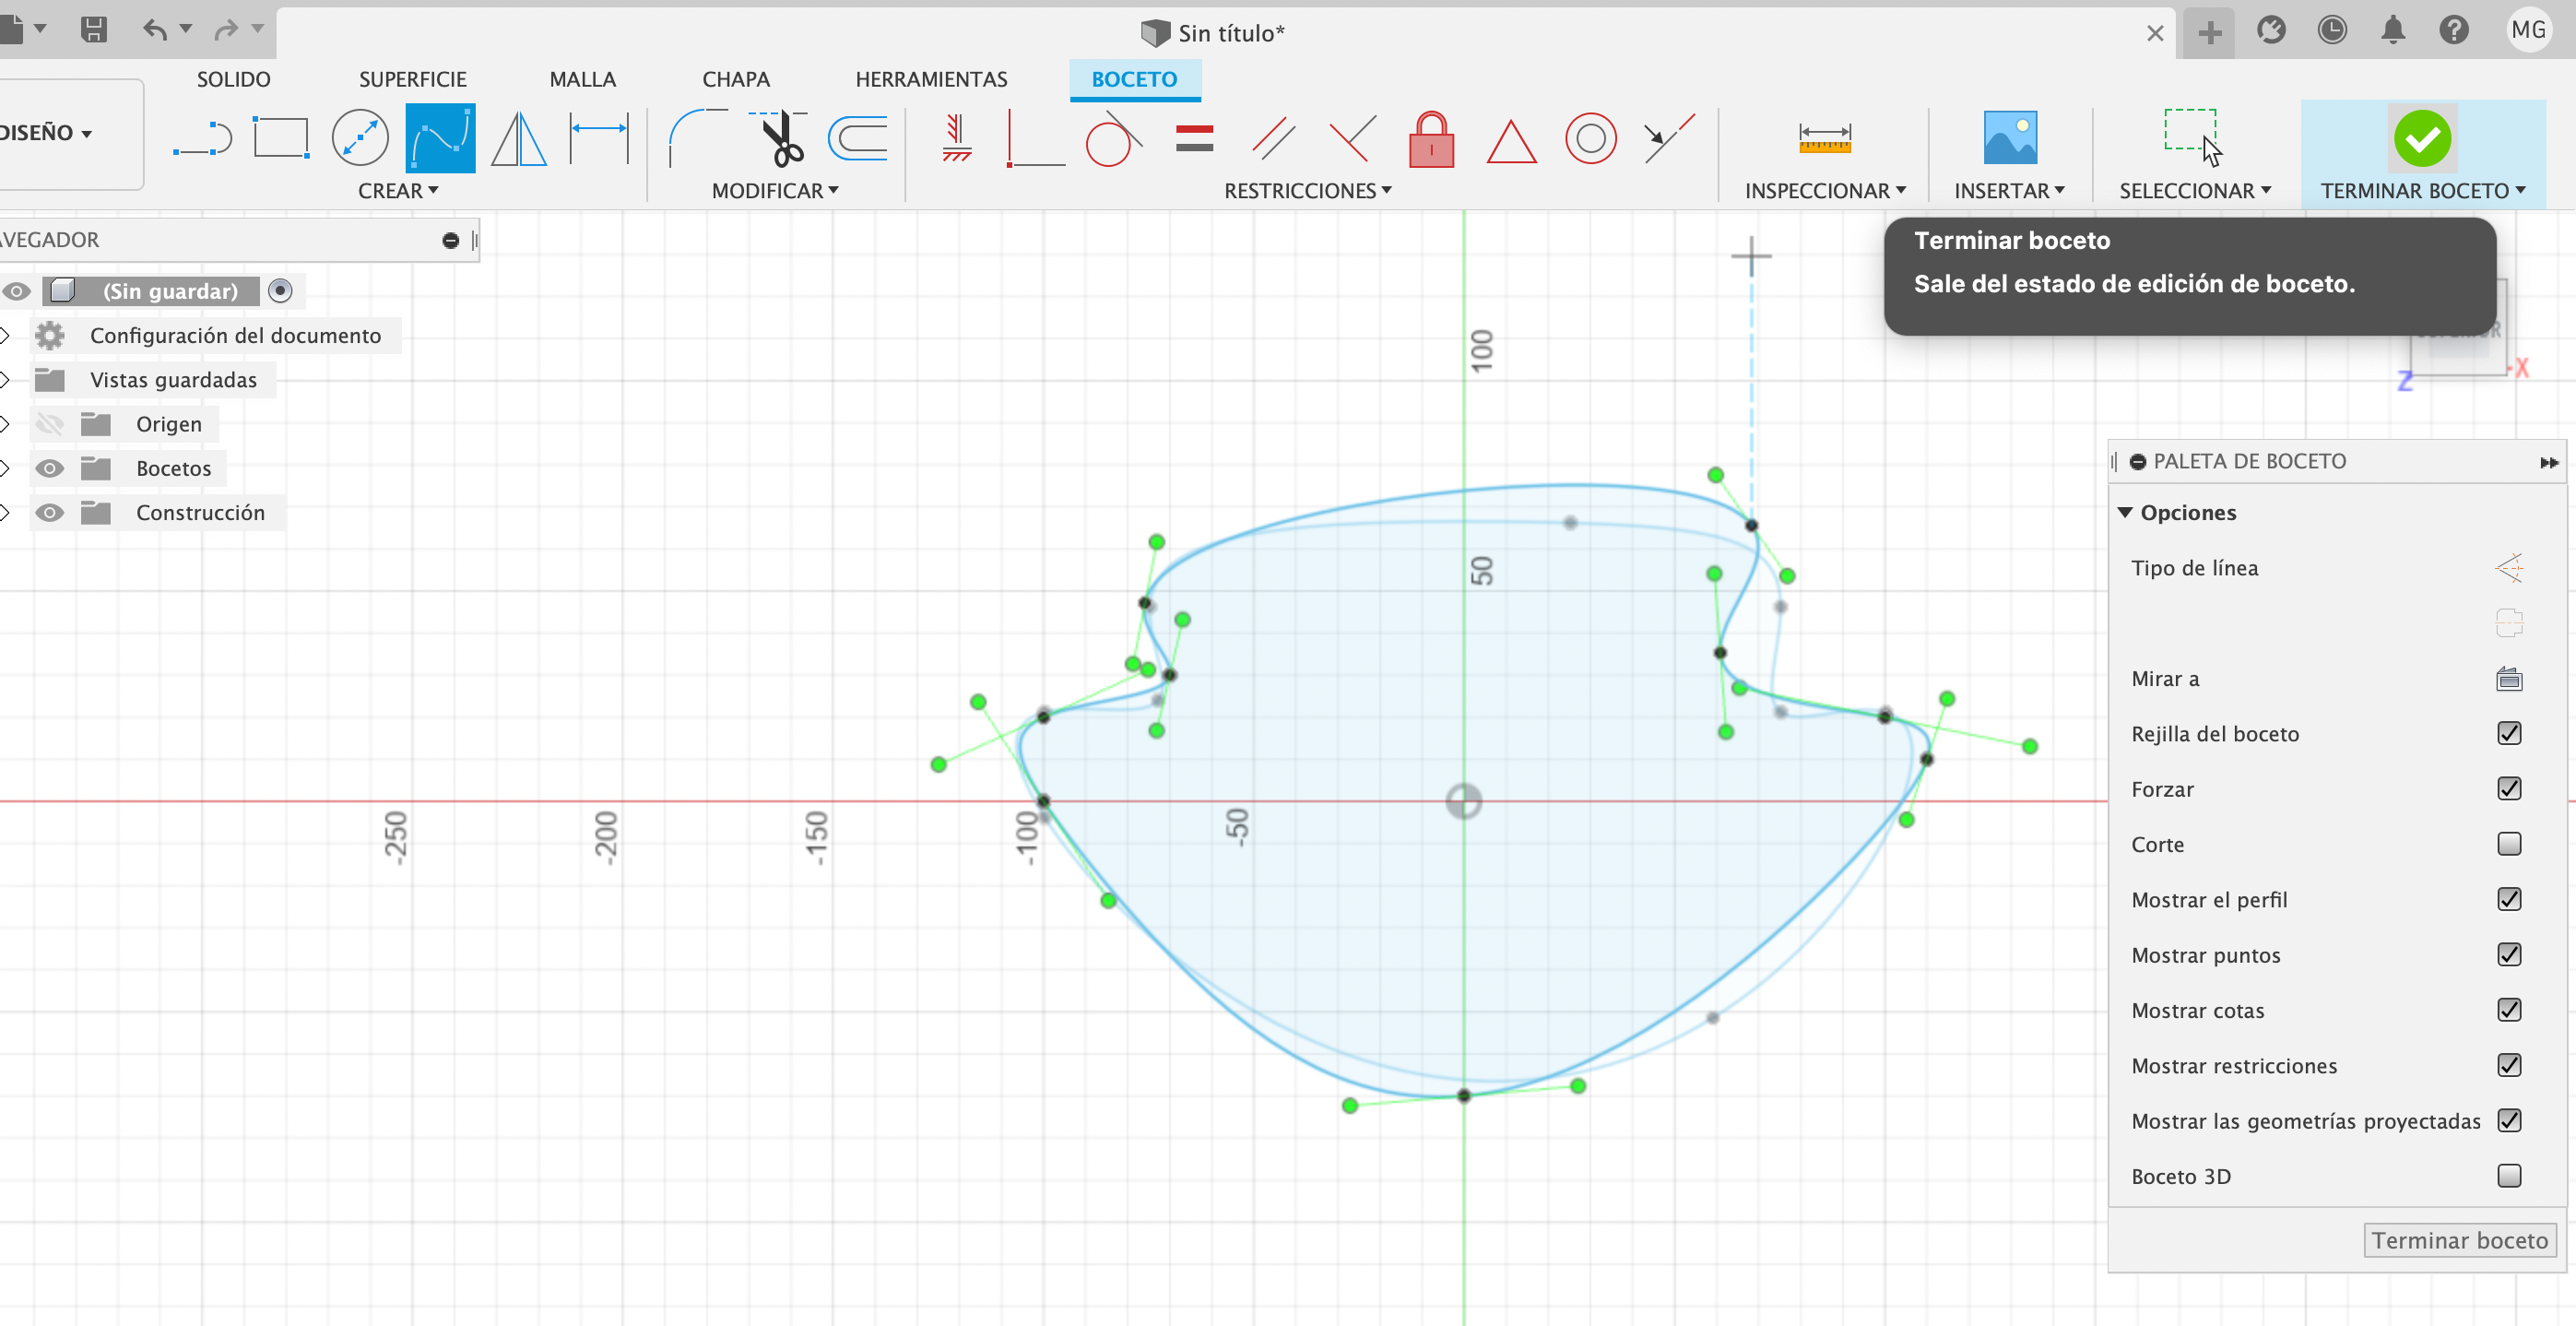 Sin título*
MG
SOLIDO SUPERFICIE MALLA CHAPA HERRAMIENTAS BOCETO
DISEÑO
CREAR MODIFICAR RESTRICCIONES INSPECCIONAR INSERTAR SELECCIONAR TERMINAR BOCETO
AVEGADOR
(Sin guardar)
Configuración del documento
Vistas guardadas
Origen
Bocetos
Construcción
Terminar boceto
Sale del estado de edición de boceto.
Z
X
100
50
-250
-200
-150
-100
-50
PALETA DE BOCETO
Opciones
Tipo de línea
Mirar a
Rejilla del boceto
Forzar
Corte
Mostrar el perfil
Mostrar puntos
Mostrar cotas
Mostrar restricciones
Mostrar las geometrías proyectadas
Boceto 3D
Terminar boceto